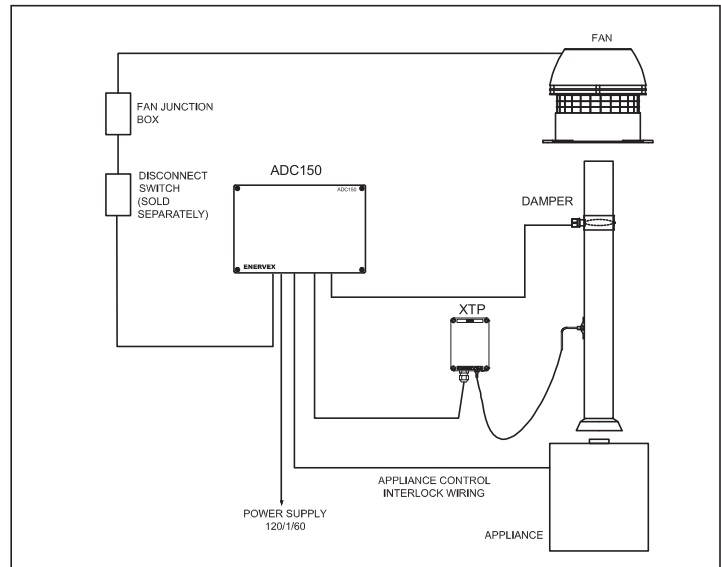 FAN
FAN JUNCTION
BOX
DISCONNECT
SWITCH
(SOLD
SEPARATELY)
ADC150
ADC150
ENERVEX
DAMPER
XTP
APPLIANCE CONTROL
INTERLOCK WIRING
POWER SUPPLY
120/1/60
APPLIANCE